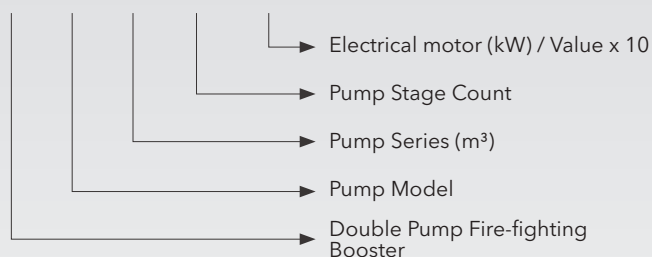 Electrical motor (kW) / Value x 10
Pump Stage Count
Pump Series (m³)
Pump Model
Double Pump Fire-fighting
Booster